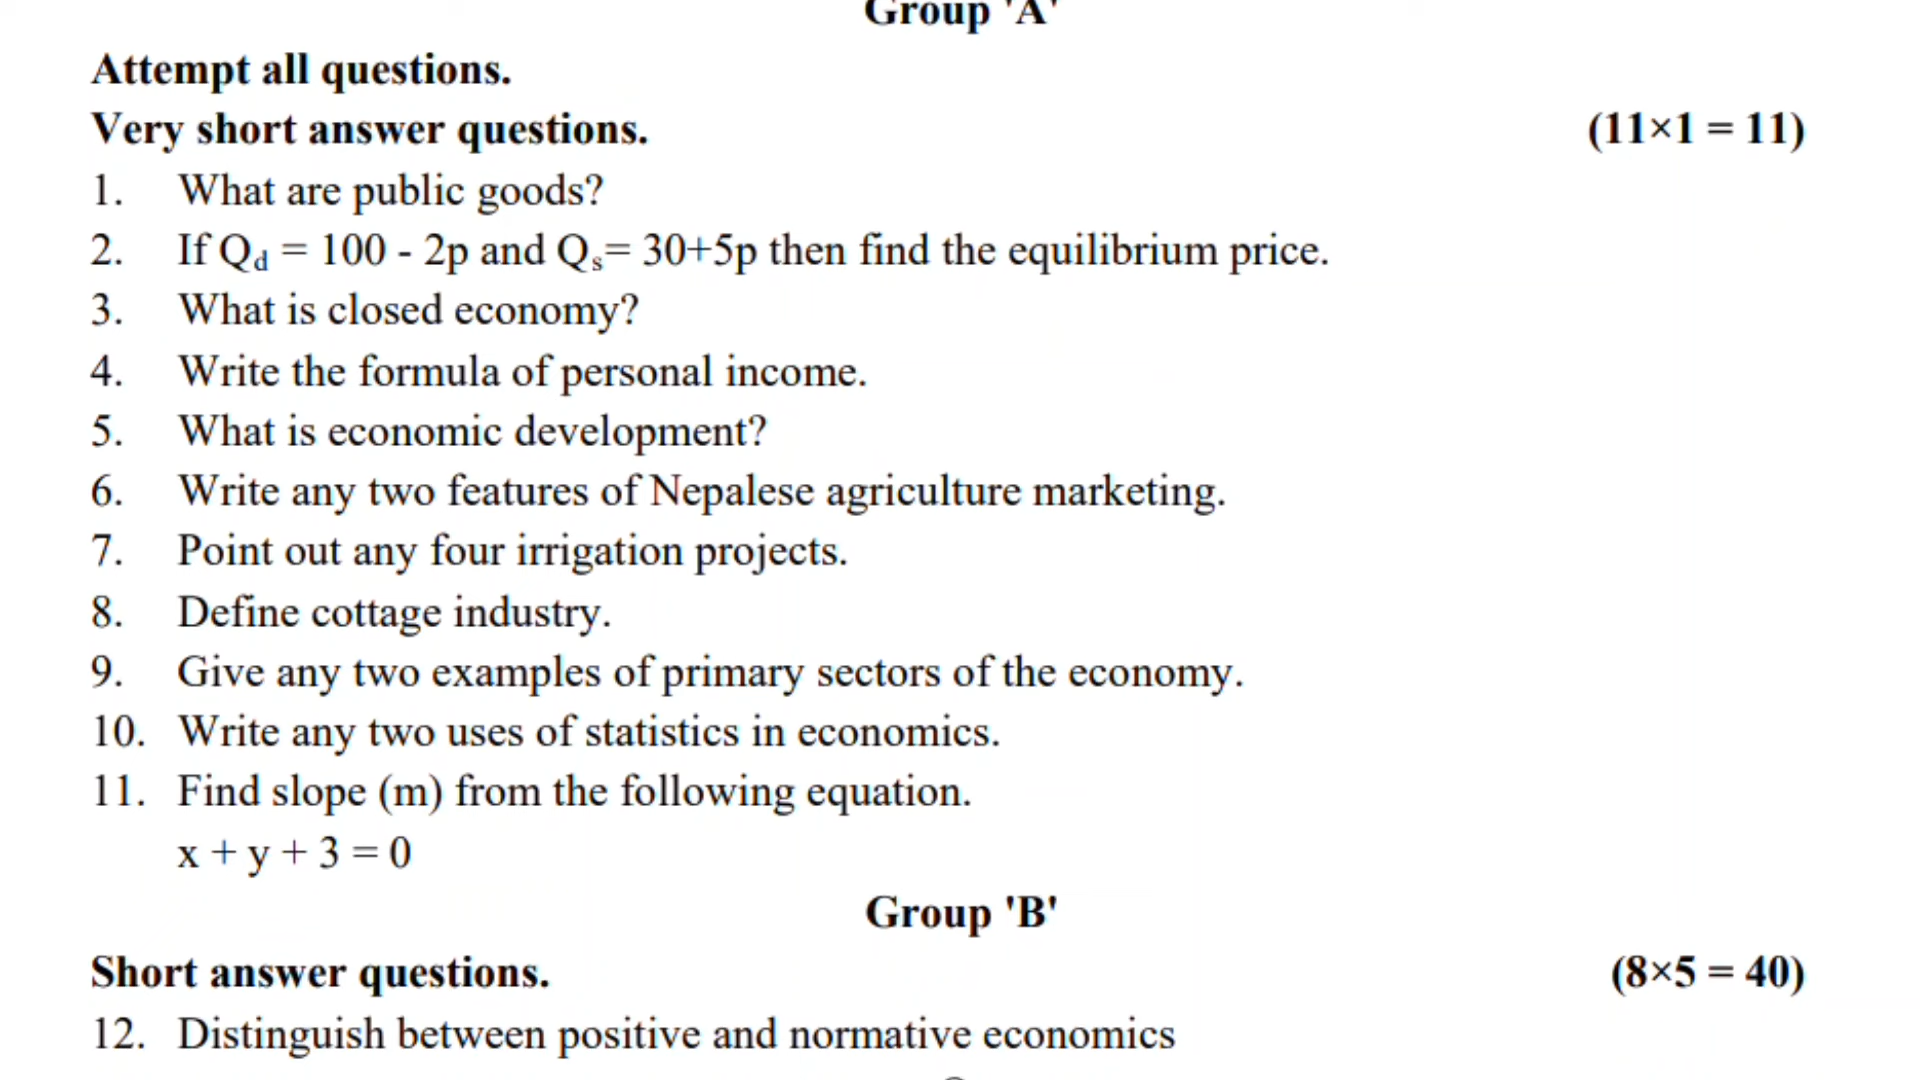 Group 'A'
Attempt all questions.
Very short answer questions. (11×1 = 11)
1. What are public goods?
2. If Qd = 100 - 2p and Qs= 30+5p then find the equilibrium price.
3. What is closed economy?
4. Write the formula of personal income.
5. What is economic development?
6. Write any two features of Nepalese agriculture marketing.
7. Point out any four irrigation projects.
8. Define cottage industry.
9. Give any two examples of primary sectors of the economy.
10. Write any two uses of statistics in economics.
11. Find slope (m) from the following equation.
x + y + 3 = 0
Group 'B'
Short answer questions. (8×5 = 40)
12. Distinguish between positive and normative economics